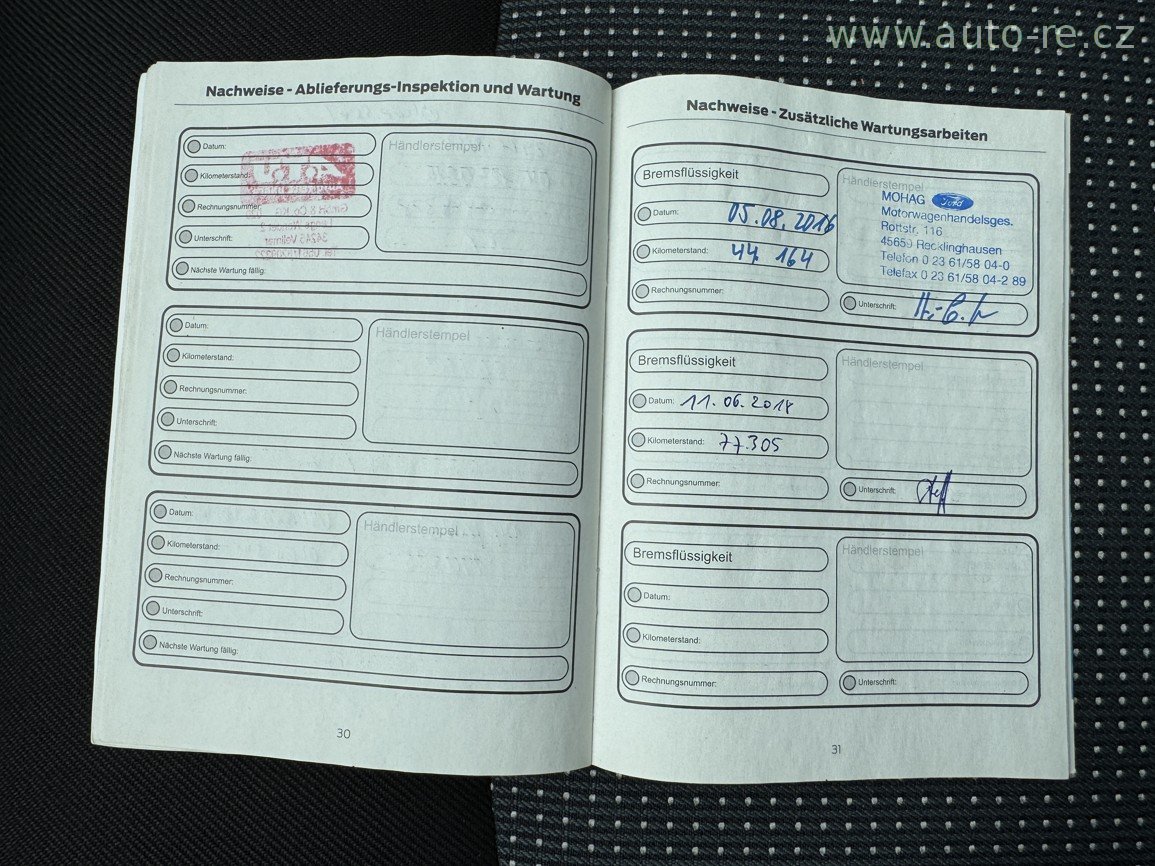 www.auto-re.cz
Nachweise - Ablieferungs-Inspektion und Wartung
Datum:
Kilometerstand:
Rechnungsnummer:
Unterschrift:
Nächste Wartung fällig:
Händlerstempel
Datum:
Kilometerstand:
Rechnungsnummer:
Unterschrift:
Nächste Wartung fällig:
Händlerstempel
Datum:
Kilometerstand:
Rechnungsnummer:
Unterschrift:
Nächste Wartung fällig:
Händlerstempel
30
Nachweise - Zusätzliche Wartungsarbeiten
Bremsflüssigkeit
Datum: 05.08.2016
Kilometerstand: 44 164
Rechnungsnummer:
Händlerstempel
MOHAG Ford
Motorwagenhandelsges.
Rottstr. 116
45659 Recklinghausen
Telefon 0 23 61/58 04-0
Telefax 0 23 61/58 04-2 89
Unterschrift:
Bremsflüssigkeit
Datum: 11.06.2018
Kilometerstand: 77.305
Rechnungsnummer:
Händlerstempel
Unterschrift:
Bremsflüssigkeit
Datum:
Kilometerstand:
Rechnungsnummer:
Händlerstempel
Unterschrift:
31